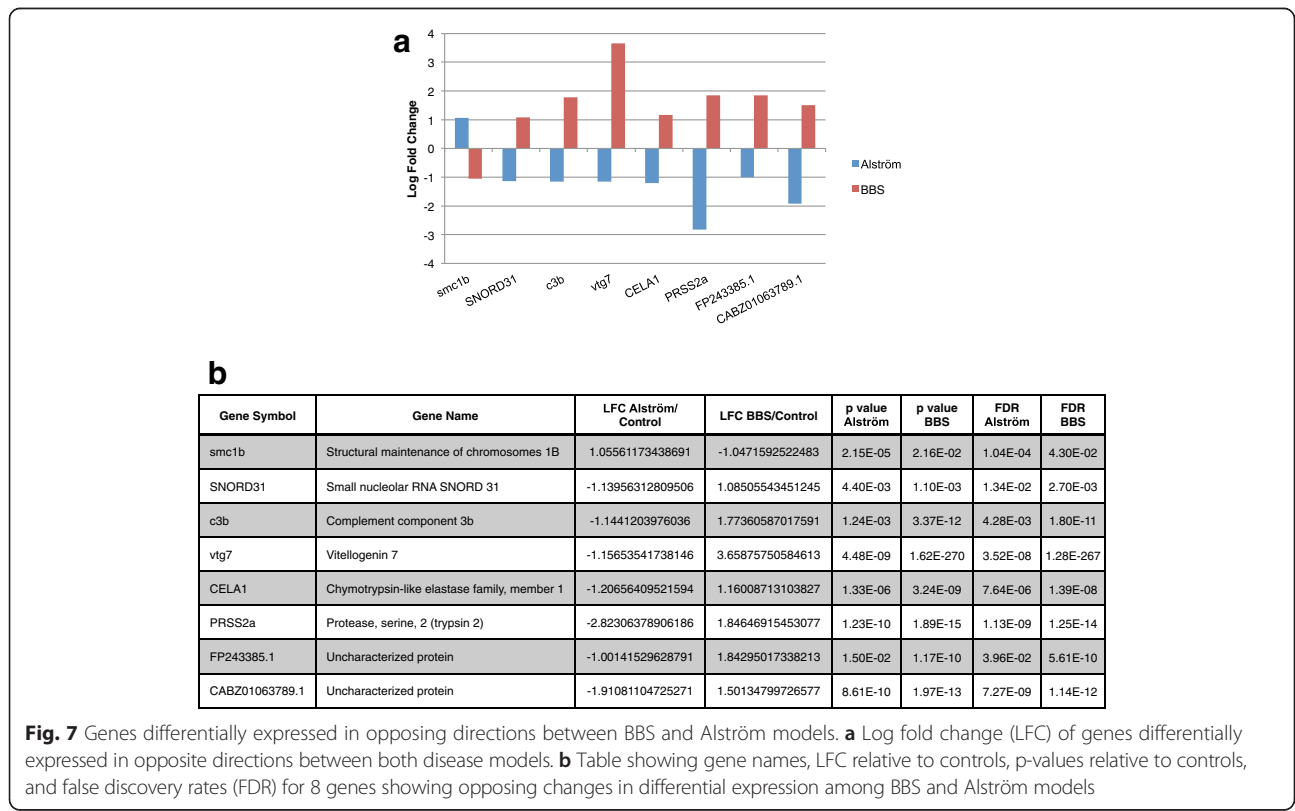 a
4
3
2
1
0
-1
-2
-3
-4
Log Fold Change
smc1b
SNORD31
c3b
vtg7
CELA1
PRSS2a
FP243385.1
CABZ01063789.1
Alström
BBS
b
Gene Symbol Gene Name LFC Alström/ Control LFC BBS/Control p value Alström p value BBS FDR Alström FDR BBS
smc1b Structural maintenance of chromosomes 1B 1.05561173438691 -1.0471592522483 2.15E-05 2.16E-02 1.04E-04 4.30E-02
SNORD31 Small nucleolar RNA SNORD 31 -1.13956312809506 1.08505543451245 4.40E-03 1.10E-03 1.34E-02 2.70E-03
c3b Complement component 3b -1.1441203976036 1.77360587017591 1.24E-03 3.37E-12 4.28E-03 1.80E-11
vtg7 Vitellogenin 7 -1.15653541738146 3.65875750584613 4.48E-09 1.62E-270 3.52E-08 1.28E-267
CELA1 Chymotrypsin-like elastase family, member 1 -1.20656409521594 1.16008713103827 1.33E-06 3.24E-09 7.64E-06 1.39E-08
PRSS2a Protease, serine, 2 (trypsin 2) -2.82306378906186 1.84646915453077 1.23E-10 1.89E-15 1.13E-09 1.25E-14
FP243385.1 Uncharacterized protein -1.00141529628791 1.84295017338213 1.50E-02 1.17E-10 3.96E-02 5.61E-10
CABZ01063789.1 Uncharacterized protein -1.91081104725271 1.50134799726577 8.61E-10 1.97E-13 7.27E-09 1.14E-12
Fig. 7 Genes differentially expressed in opposing directions between BBS and Alström models. a Log fold change (LFC) of genes differentially
expressed in opposite directions between both disease models. b Table showing gene names, LFC relative to controls, p-values relative to controls,
and false discovery rates (FDR) for 8 genes showing opposing changes in differential expression among BBS and Alström models